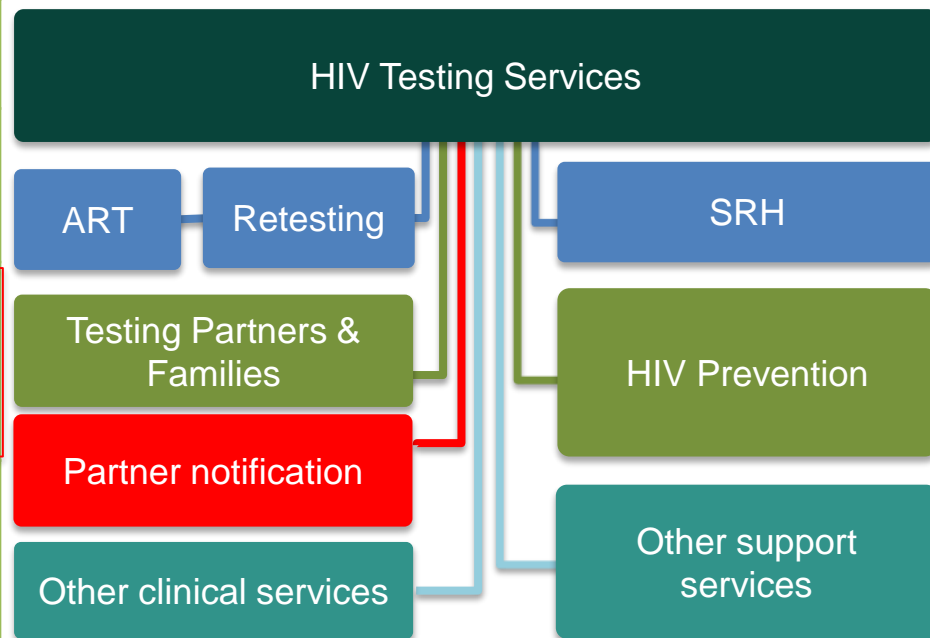 HIV Testing Services
ART
Retesting
SRH
Testing Partners &
Families
HIV Prevention
Partner notification
Other support
services
Other clinical services